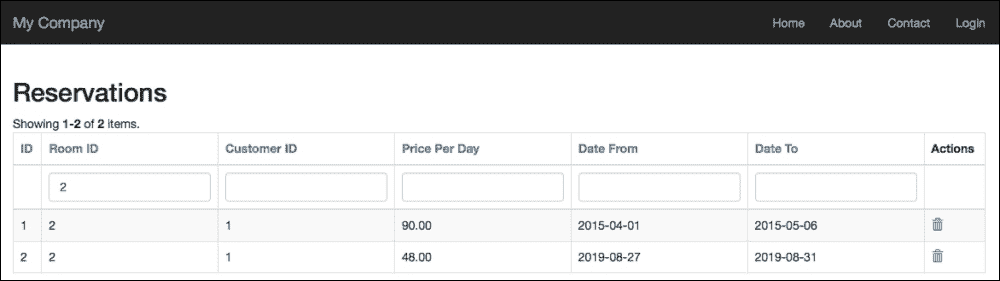 My Company Home About Contact Login
Reservations
Showing 1-2 of 2 items.
ID Room ID Customer ID Price Per Day Date From Date To Actions
2
1 2 1 90.00 2015-04-01 2015-05-06
2 2 1 48.00 2019-08-27 2019-08-31